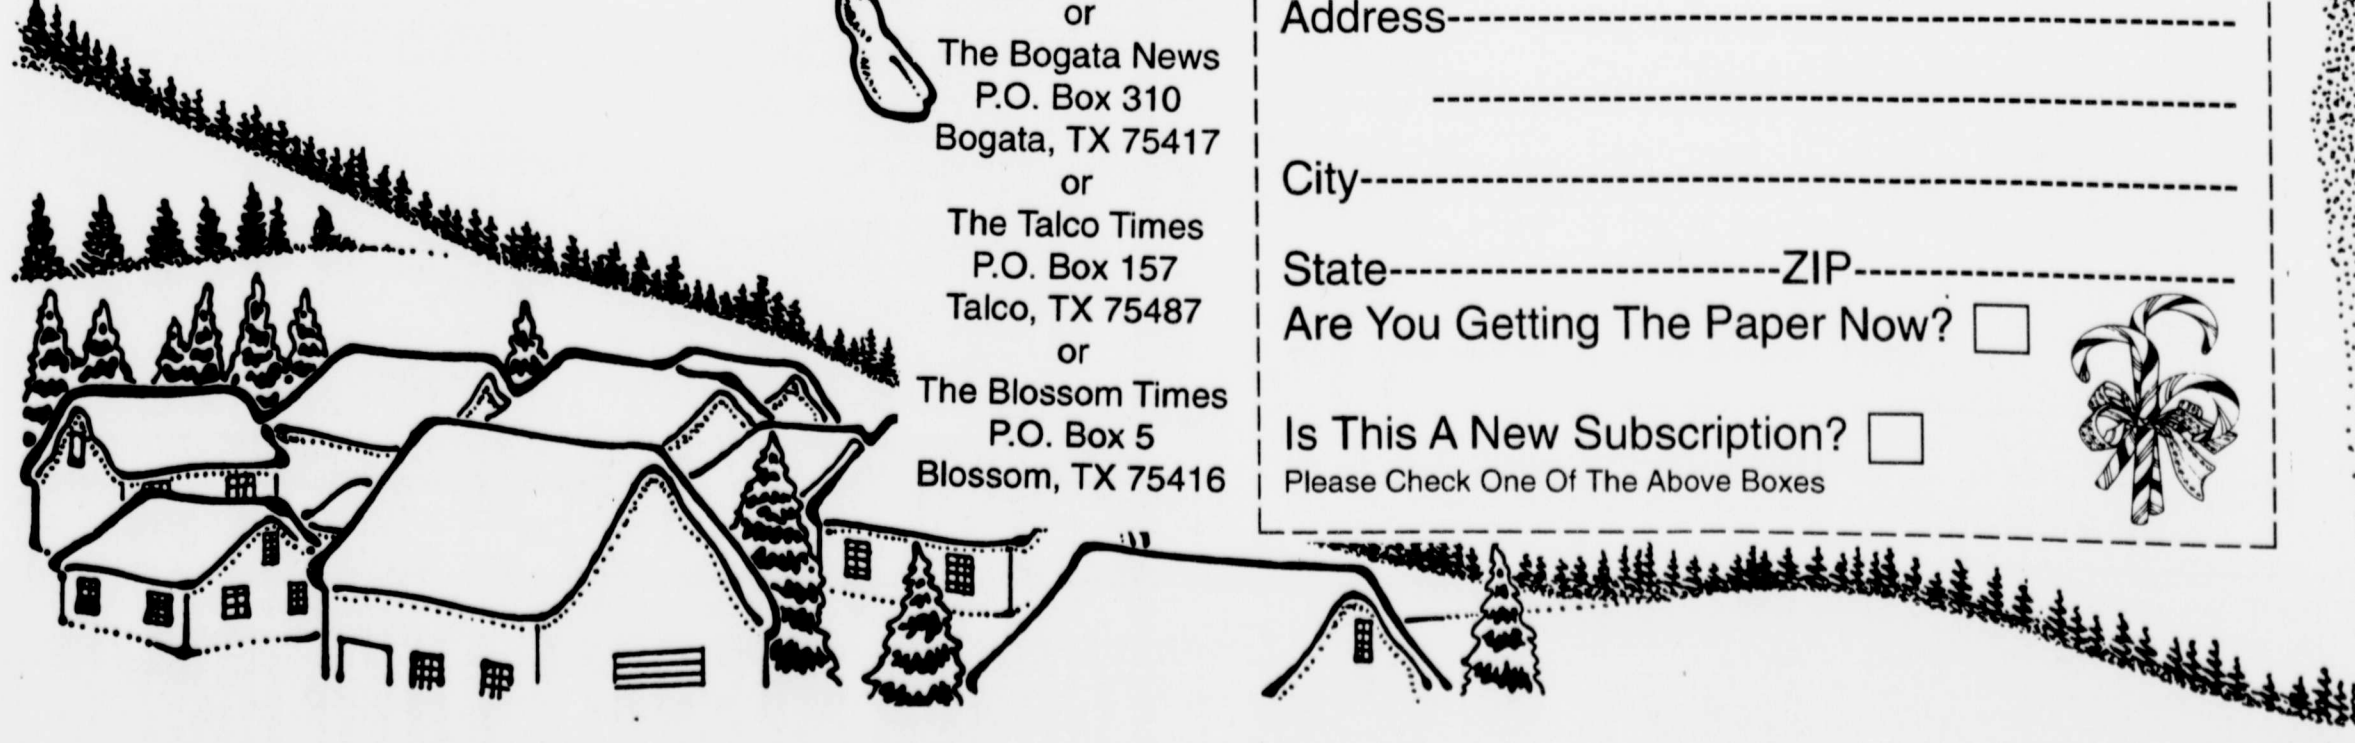 or
The Bogata News
P.O. Box 310
Bogata, TX 75417
or
The Talco Times
P.O. Box 157
Talco, TX 75487
or
The Blossom Times
P.O. Box 5
Blossom, TX 75416
Address
City
State ZIP
Are You Getting The Paper Now?
Is This A New Subscription?
Please Check One Of The Above Boxes